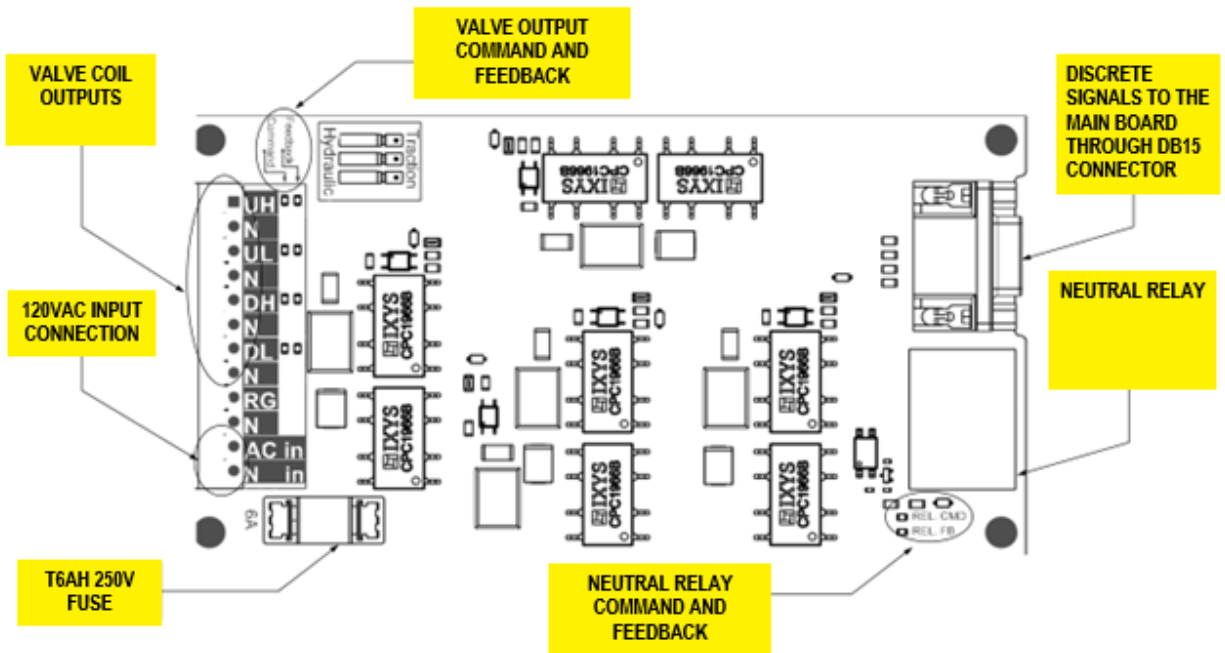 VALVE OUTPUT
COMMAND AND
FEEDBACK
VALVE COIL
OUTPUTS
DISCRETE
SIGNALS TO THE
MAIN BOARD
THROUGH DB15
CONNECTOR
Feedback
Command
Traction
Hydraulic
IXYS
CPC1966B
IXYS
CPC1966B
UH
N
UL
N
DH
N
DL
N
RG
N
AC in
N in
120VAC INPUT
CONNECTION
NEUTRAL RELAY
IXYS
CPC1966B
IXYS
CPC1966B
IXYS
CPC1966B
IXYS
CPC1966B
IXYS
CPC1966B
IXYS
CPC1966B
6A
REL. CMD
REL. FB
T6AH 250V
FUSE
NEUTRAL RELAY
COMMAND AND
FEEDBACK